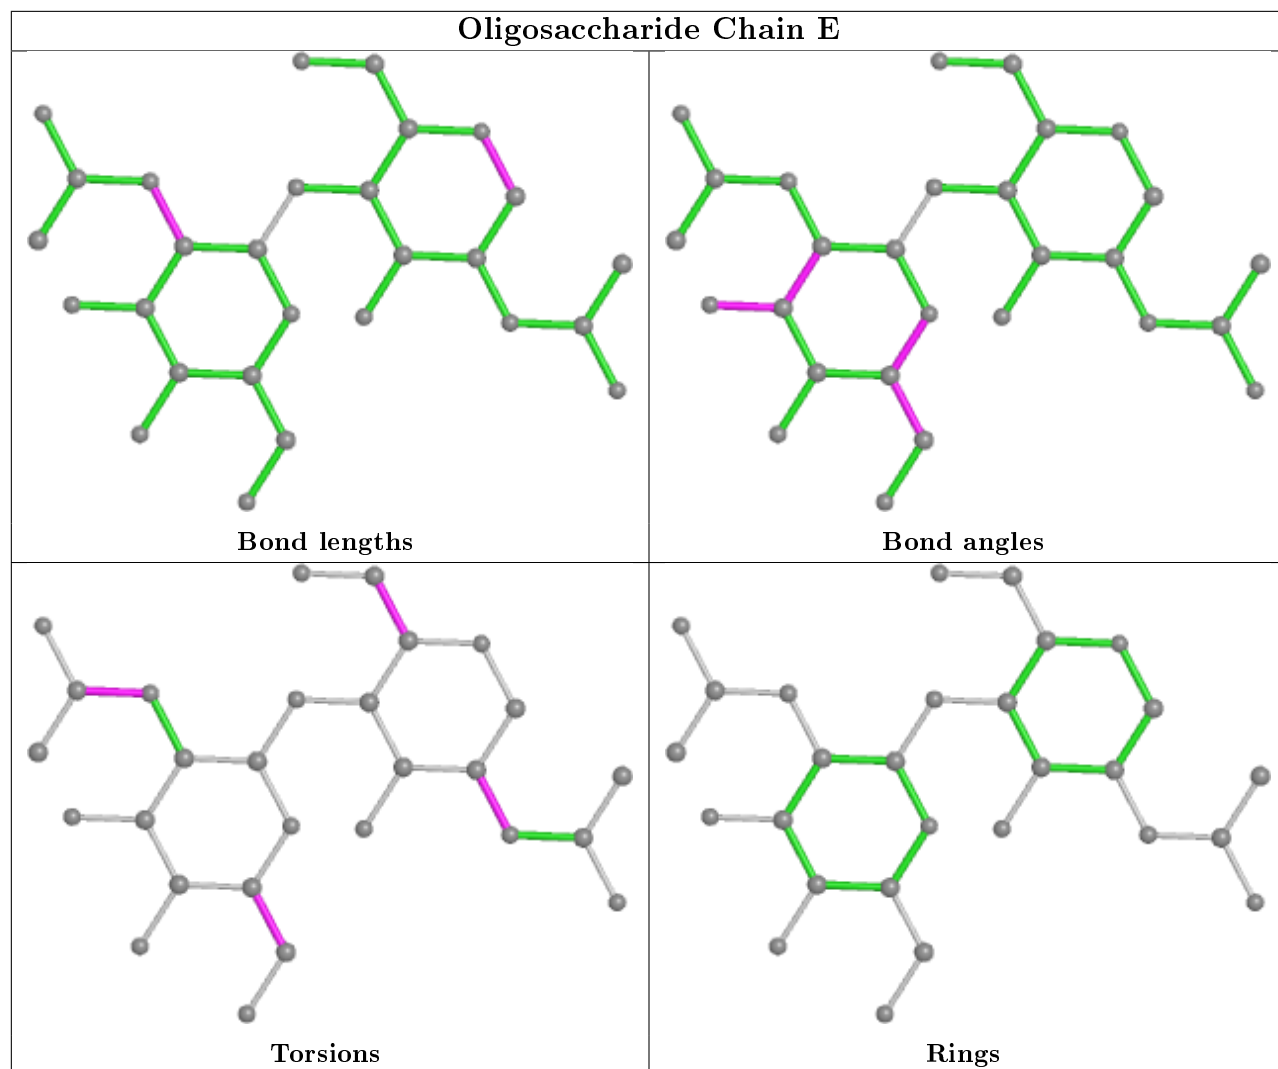 Oligosaccharide Chain E
Bond lengths
Bond angles
Torsions
Rings